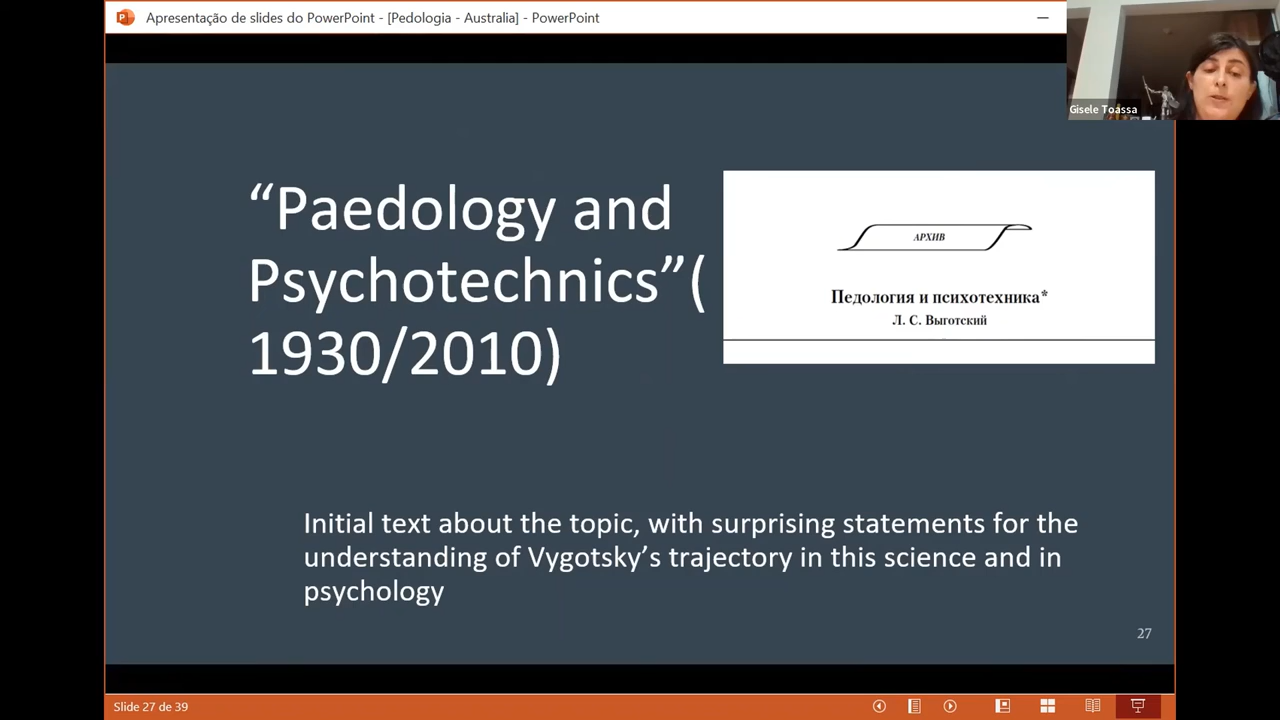 Apresentação de slides do PowerPoint - [Pedologia - Australia] - PowerPoint
Gisele Toassa
“Paedology and
Psychotechnics”(
1930/2010)
АРХИВ
Педология и психотехника*
Л. С. Выготский
Initial text about the topic, with surprising statements for the
understanding of Vygotsky’s trajectory in this science and in
psychology
27
Slide 27 de 39